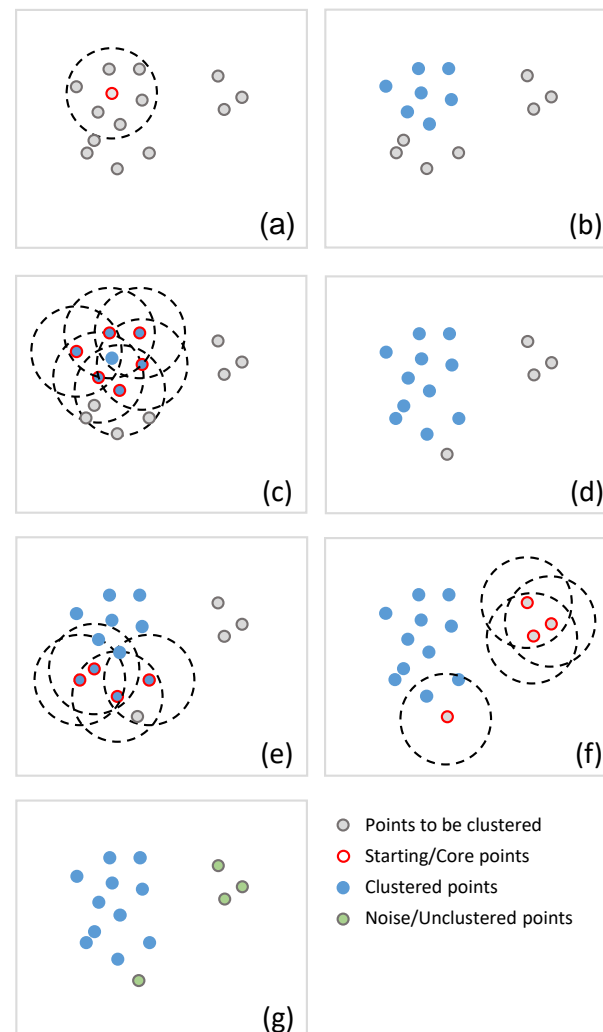 (a)
(b)
(c)
(d)
(e)
(f)
(g)
Points to be clustered
Starting/Core points
Clustered points
Noise/Unclustered points